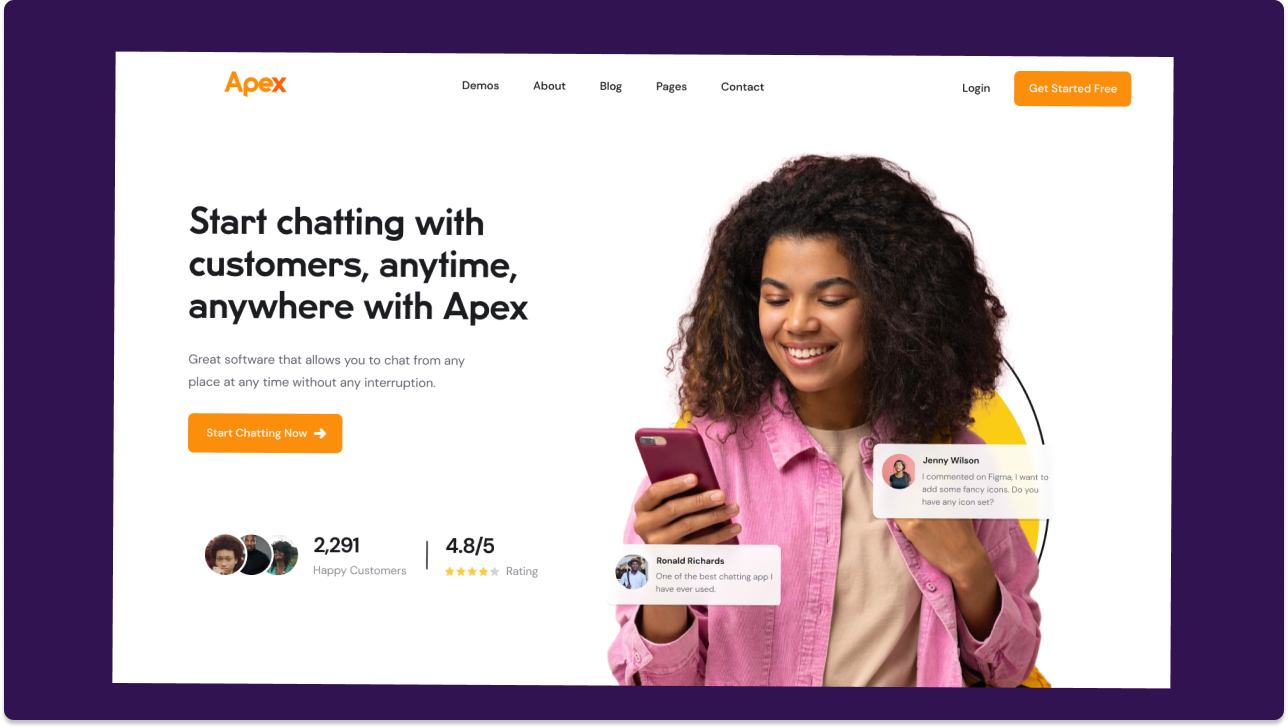 Apex
Demos
About
Blog
Pages
Contact
Login
Get Started Free
Start chatting with
customers, anytime,
anywhere with Apex
Great software that allows you to chat from any
place at any time without any interruption.
Start Chatting Now
2,291
Happy Customers
4.8/5
Rating
Jenny Wilson
I commented on Figma, I want to
add some fancy icons. Do you
have any icon set?
Ronald Richards
One of the best chatting app I
have ever used.